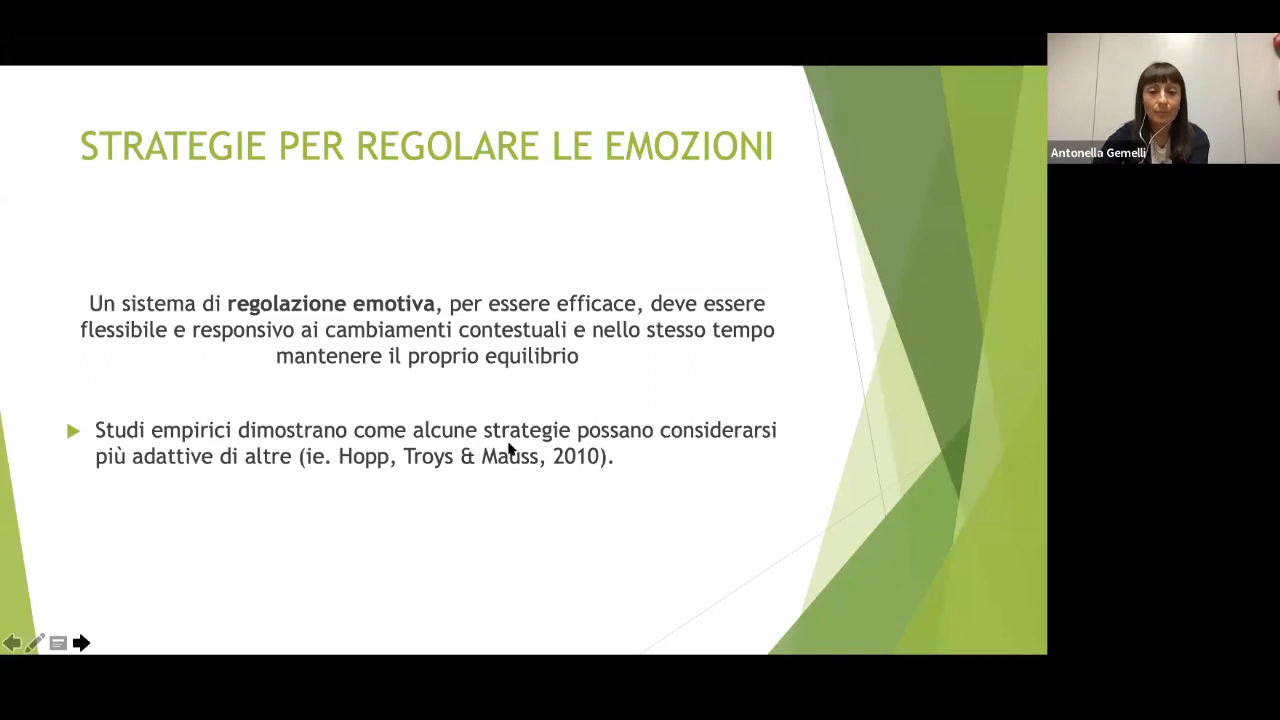 STRATEGIE PER REGOLARE LE EMOZIONI
Un sistema di regolazione emotiva, per essere efficace, deve essere
flessibile e responsivo ai cambiamenti contestuali e nello stesso tempo
mantenere il proprio equilibrio
Studi empirici dimostrano come alcune strategie possano considerarsi
più adattive di altre (ie. Hopp, Troys & Mauss, 2010).
Antonella Gemelli